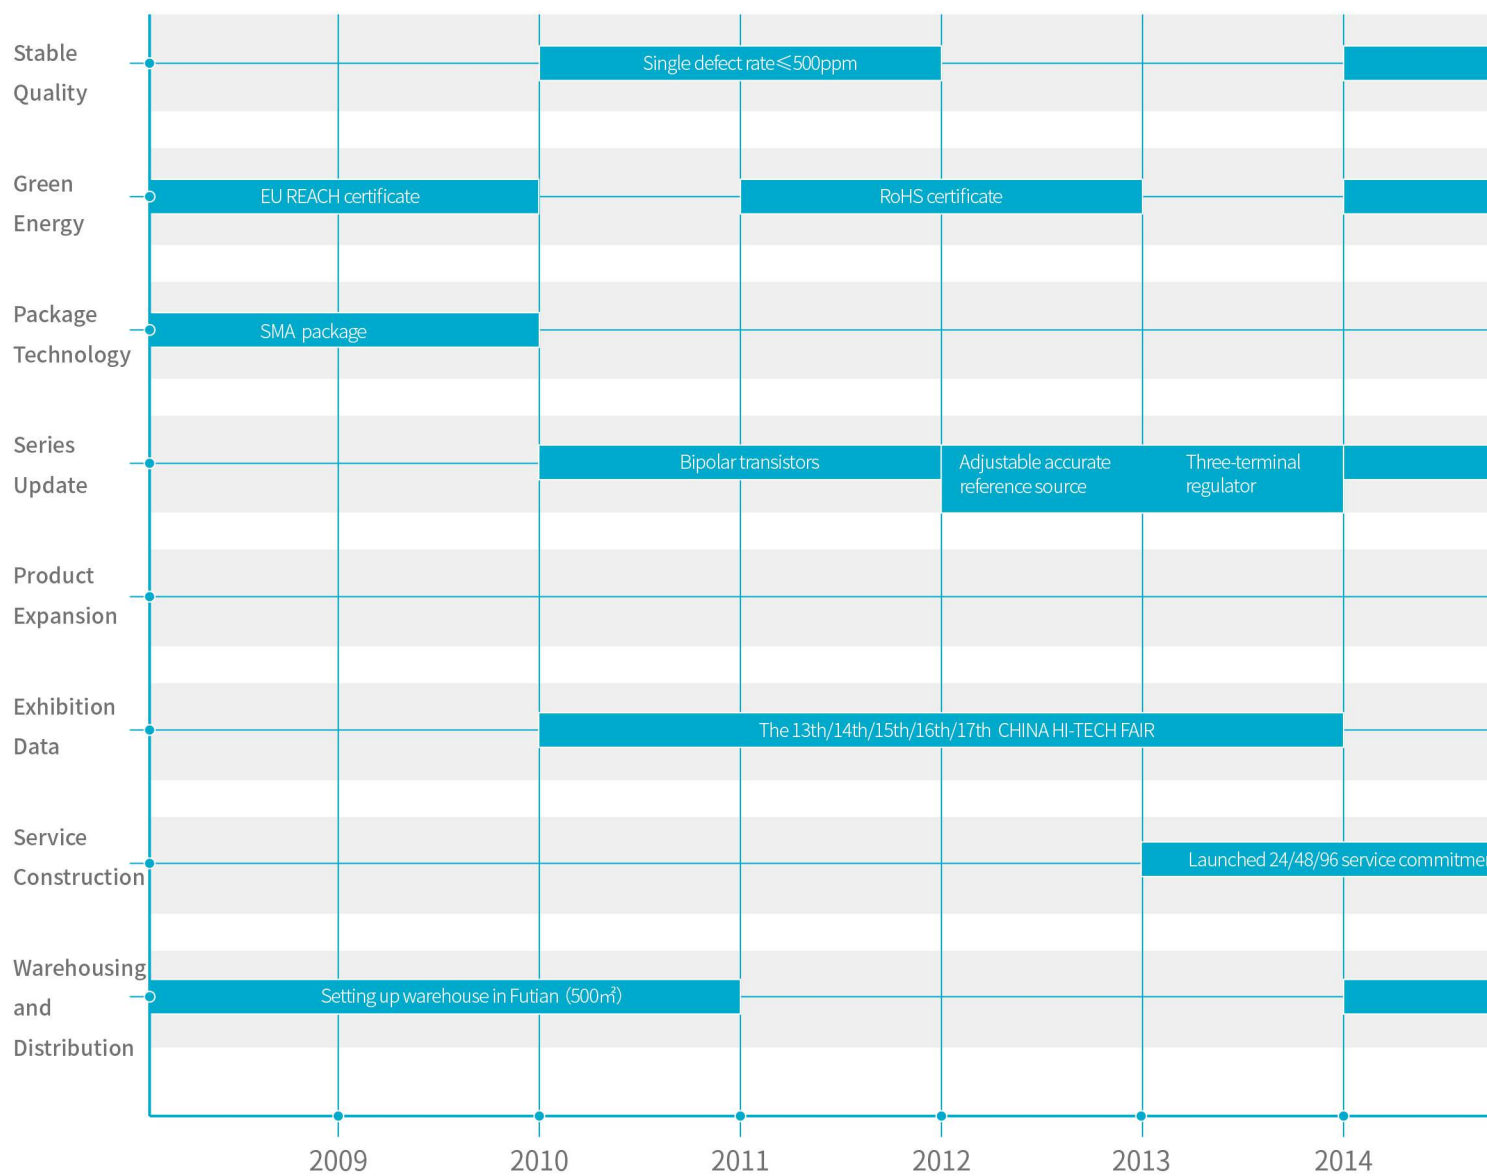 Stable
Quality
Single defect rate≤500ppm
Green
Energy
EU REACH certificate
RoHS certificate
Package
Technology
SMA package
Series
Update
Bipolar transistors
Adjustable accurate
reference source
Three-terminal
regulator
Product
Expansion
Exhibition
Data
The 13th/14th/15th/16th/17th CHINA HI-TECH FAIR
Service
Construction
Launched 24/48/96 service commitme
Warehousing
and
Distribution
Setting up warehouse in Futian（500㎡）
2009 2010 2011 2012 2013 2014